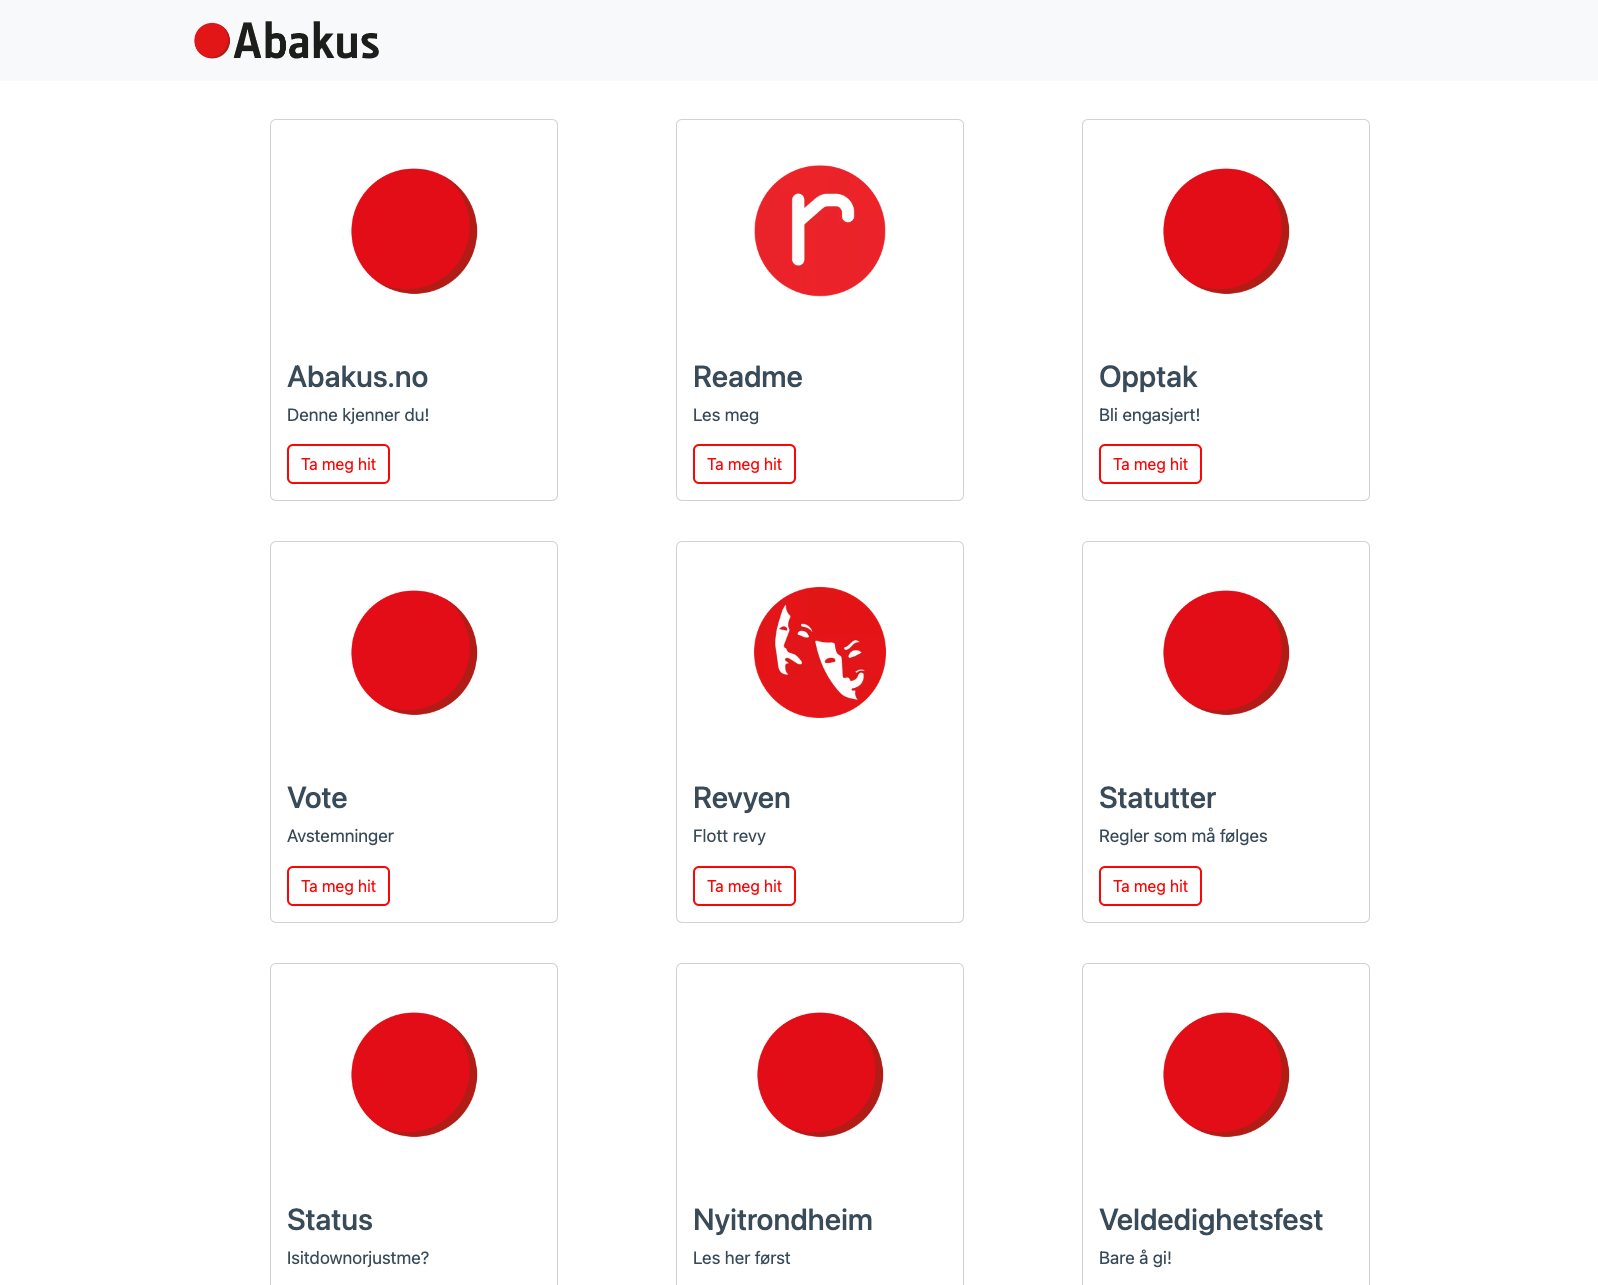 Abakus
Abakus.no
Denne kjenner du!
Ta meg hit
r
Readme
Les meg
Ta meg hit
Opptak
Bli engasjert!
Ta meg hit
Vote
Avstemninger
Ta meg hit
Revyen
Flott revy
Ta meg hit
Statutter
Regler som må følges
Ta meg hit
Status
Isitdownorjustme?
Nyitrondheim
Les her først
Veldedighetsfest
Bare å gi!